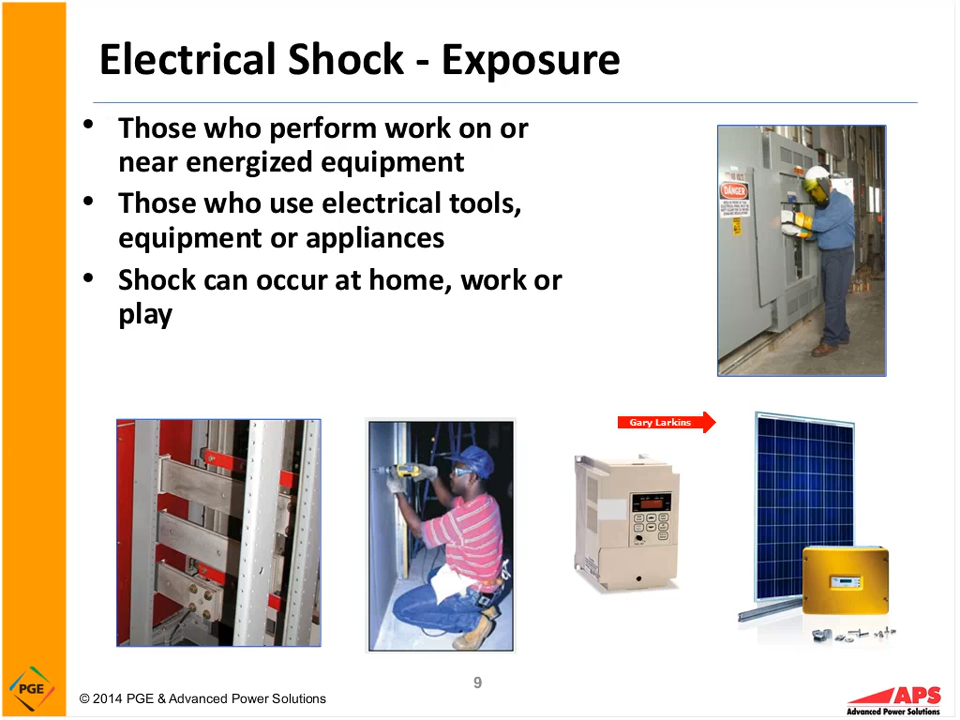 Electrical Shock - Exposure
• Those who perform work on or
near energized equipment
• Those who use electrical tools,
equipment or appliances
• Shock can occur at home, work or
play
DANGER
Gary Larkins
PGE
© 2014 PGE & Advanced Power Solutions
9
APS
Advanced Power Solutions